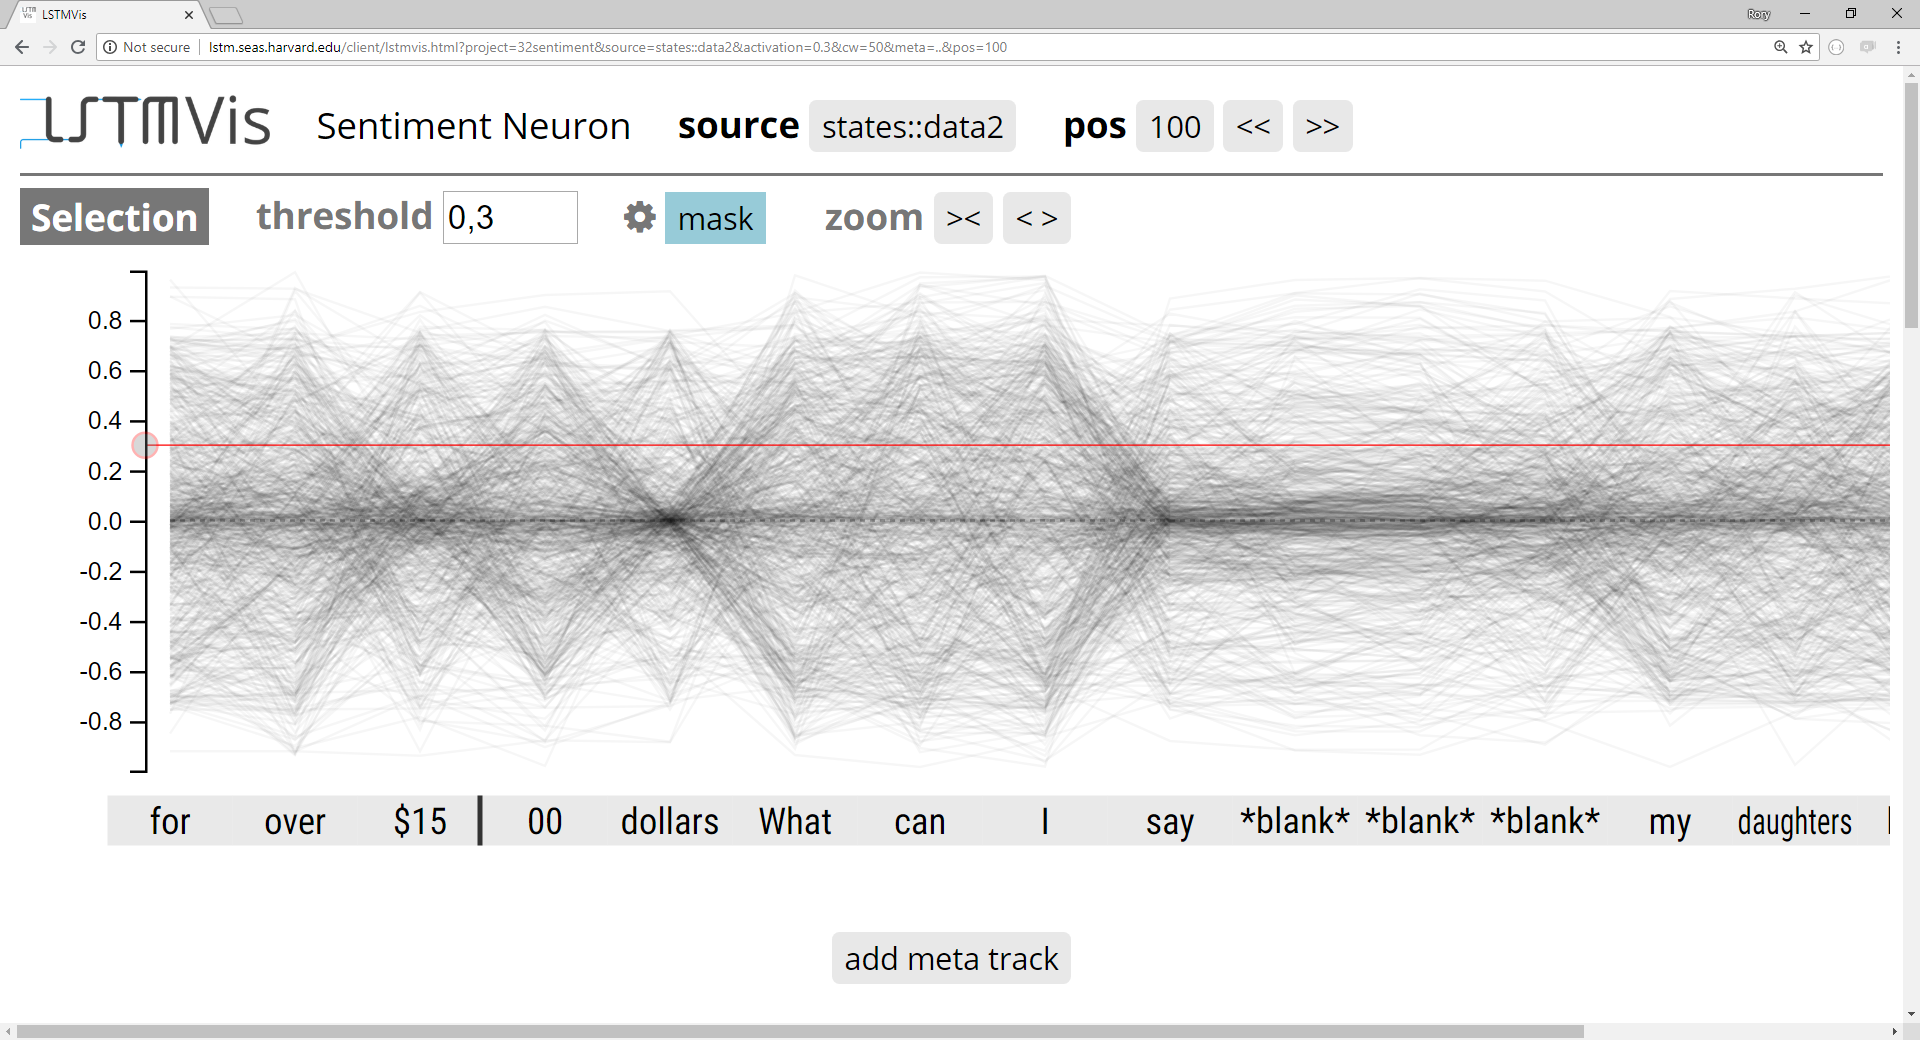 LSTM Vis LSTMVis Rory
Not secure lstm.seas.harvard.edu/client/lstmvis.html?project=32sentiment&source=states::data2&activation=0.3&cw=50&meta=..&pos=100
LSTMVis Sentiment Neuron source states::data2 pos 100 << >>
Selection threshold 0,3 mask zoom >< < >
0.8
0.6
0.4
0.2
0.0
-0.2
-0.4
-0.6
-0.8
for over $15 00 dollars What can I say *blank* *blank* *blank* my daughters
add meta track